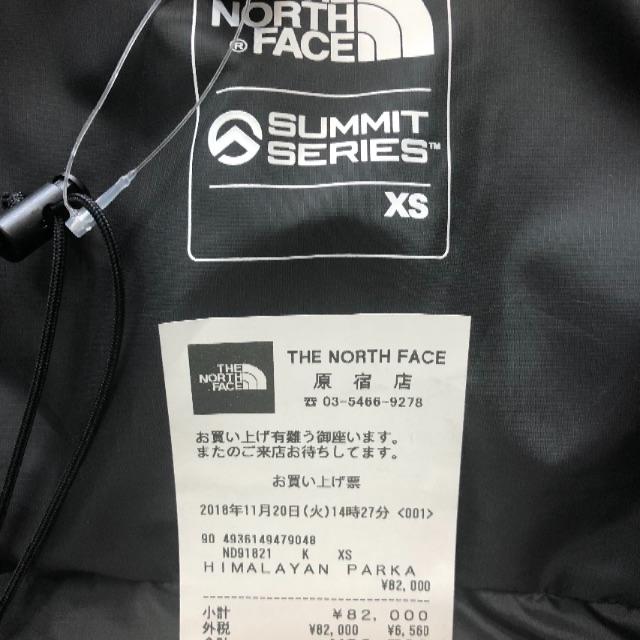 THE
NORTH
FACE
®
SUMMIT
SERIES™
XS
THE
NORTH
FACE
THE NORTH FACE
原 宿 店
☎ 03-5466-9278
お買い上げ有難う御座います。
またのご来店お待ちしてます。
お買い上げ票
2018年11月20日(火)14時27分 <001>
90 4936149479048
ND91821 K XS
HIMALAYAN PARKA
¥82,000
小計 ¥82,000
外税 ¥82,000 ¥6,560